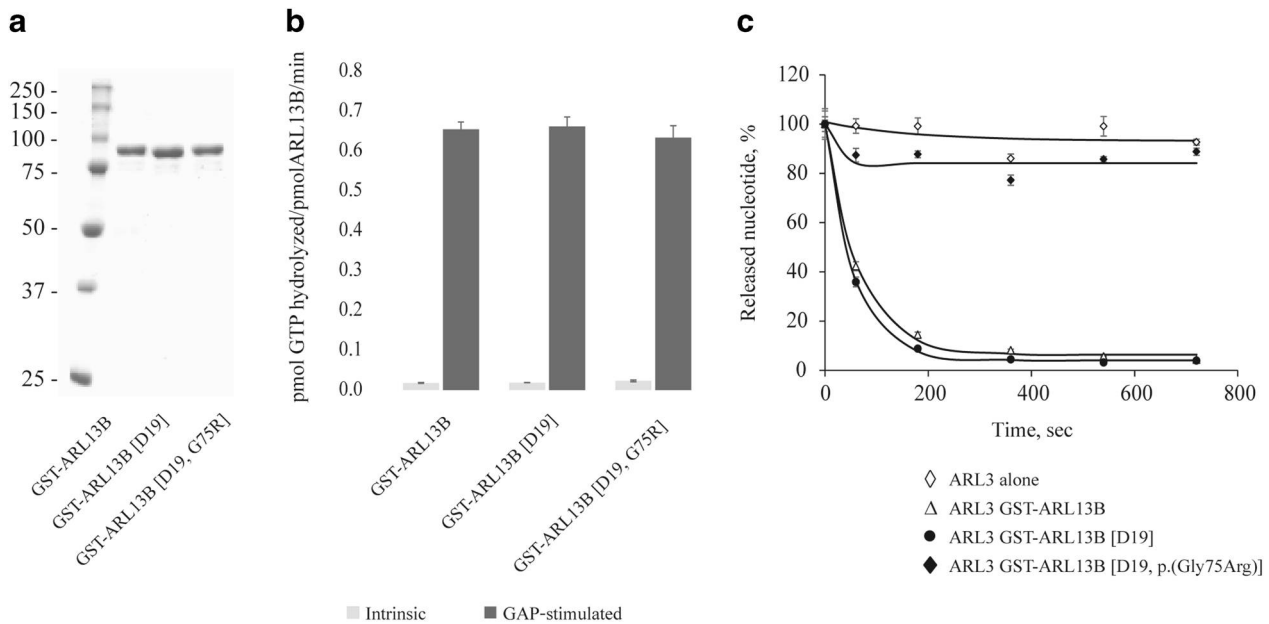 a
250 -
150 -
100 -
75 -
50 -
37 -
25 -
GST-ARL13B
GST-ARL13B [D19]
GST-ARL13B [D19, G75R]
b
pmol GTP hydrolyzed/pmolARL13B/min
0.8
0.7
0.6
0.5
0.4
0.3
0.2
0.1
0.0
GST-ARL13B
GST-ARL13B [D19]
GST-ARL13B [D19, G75R]
Intrinsic
GAP-stimulated
c
Released nucleotide, %
120
100
80
60
40
20
0
0
200
400
600
800
Time, sec
ARL3 alone
ARL3 GST-ARL13B
ARL3 GST-ARL13B [D19]
ARL3 GST-ARL13B [D19, p.(Gly75Arg)]